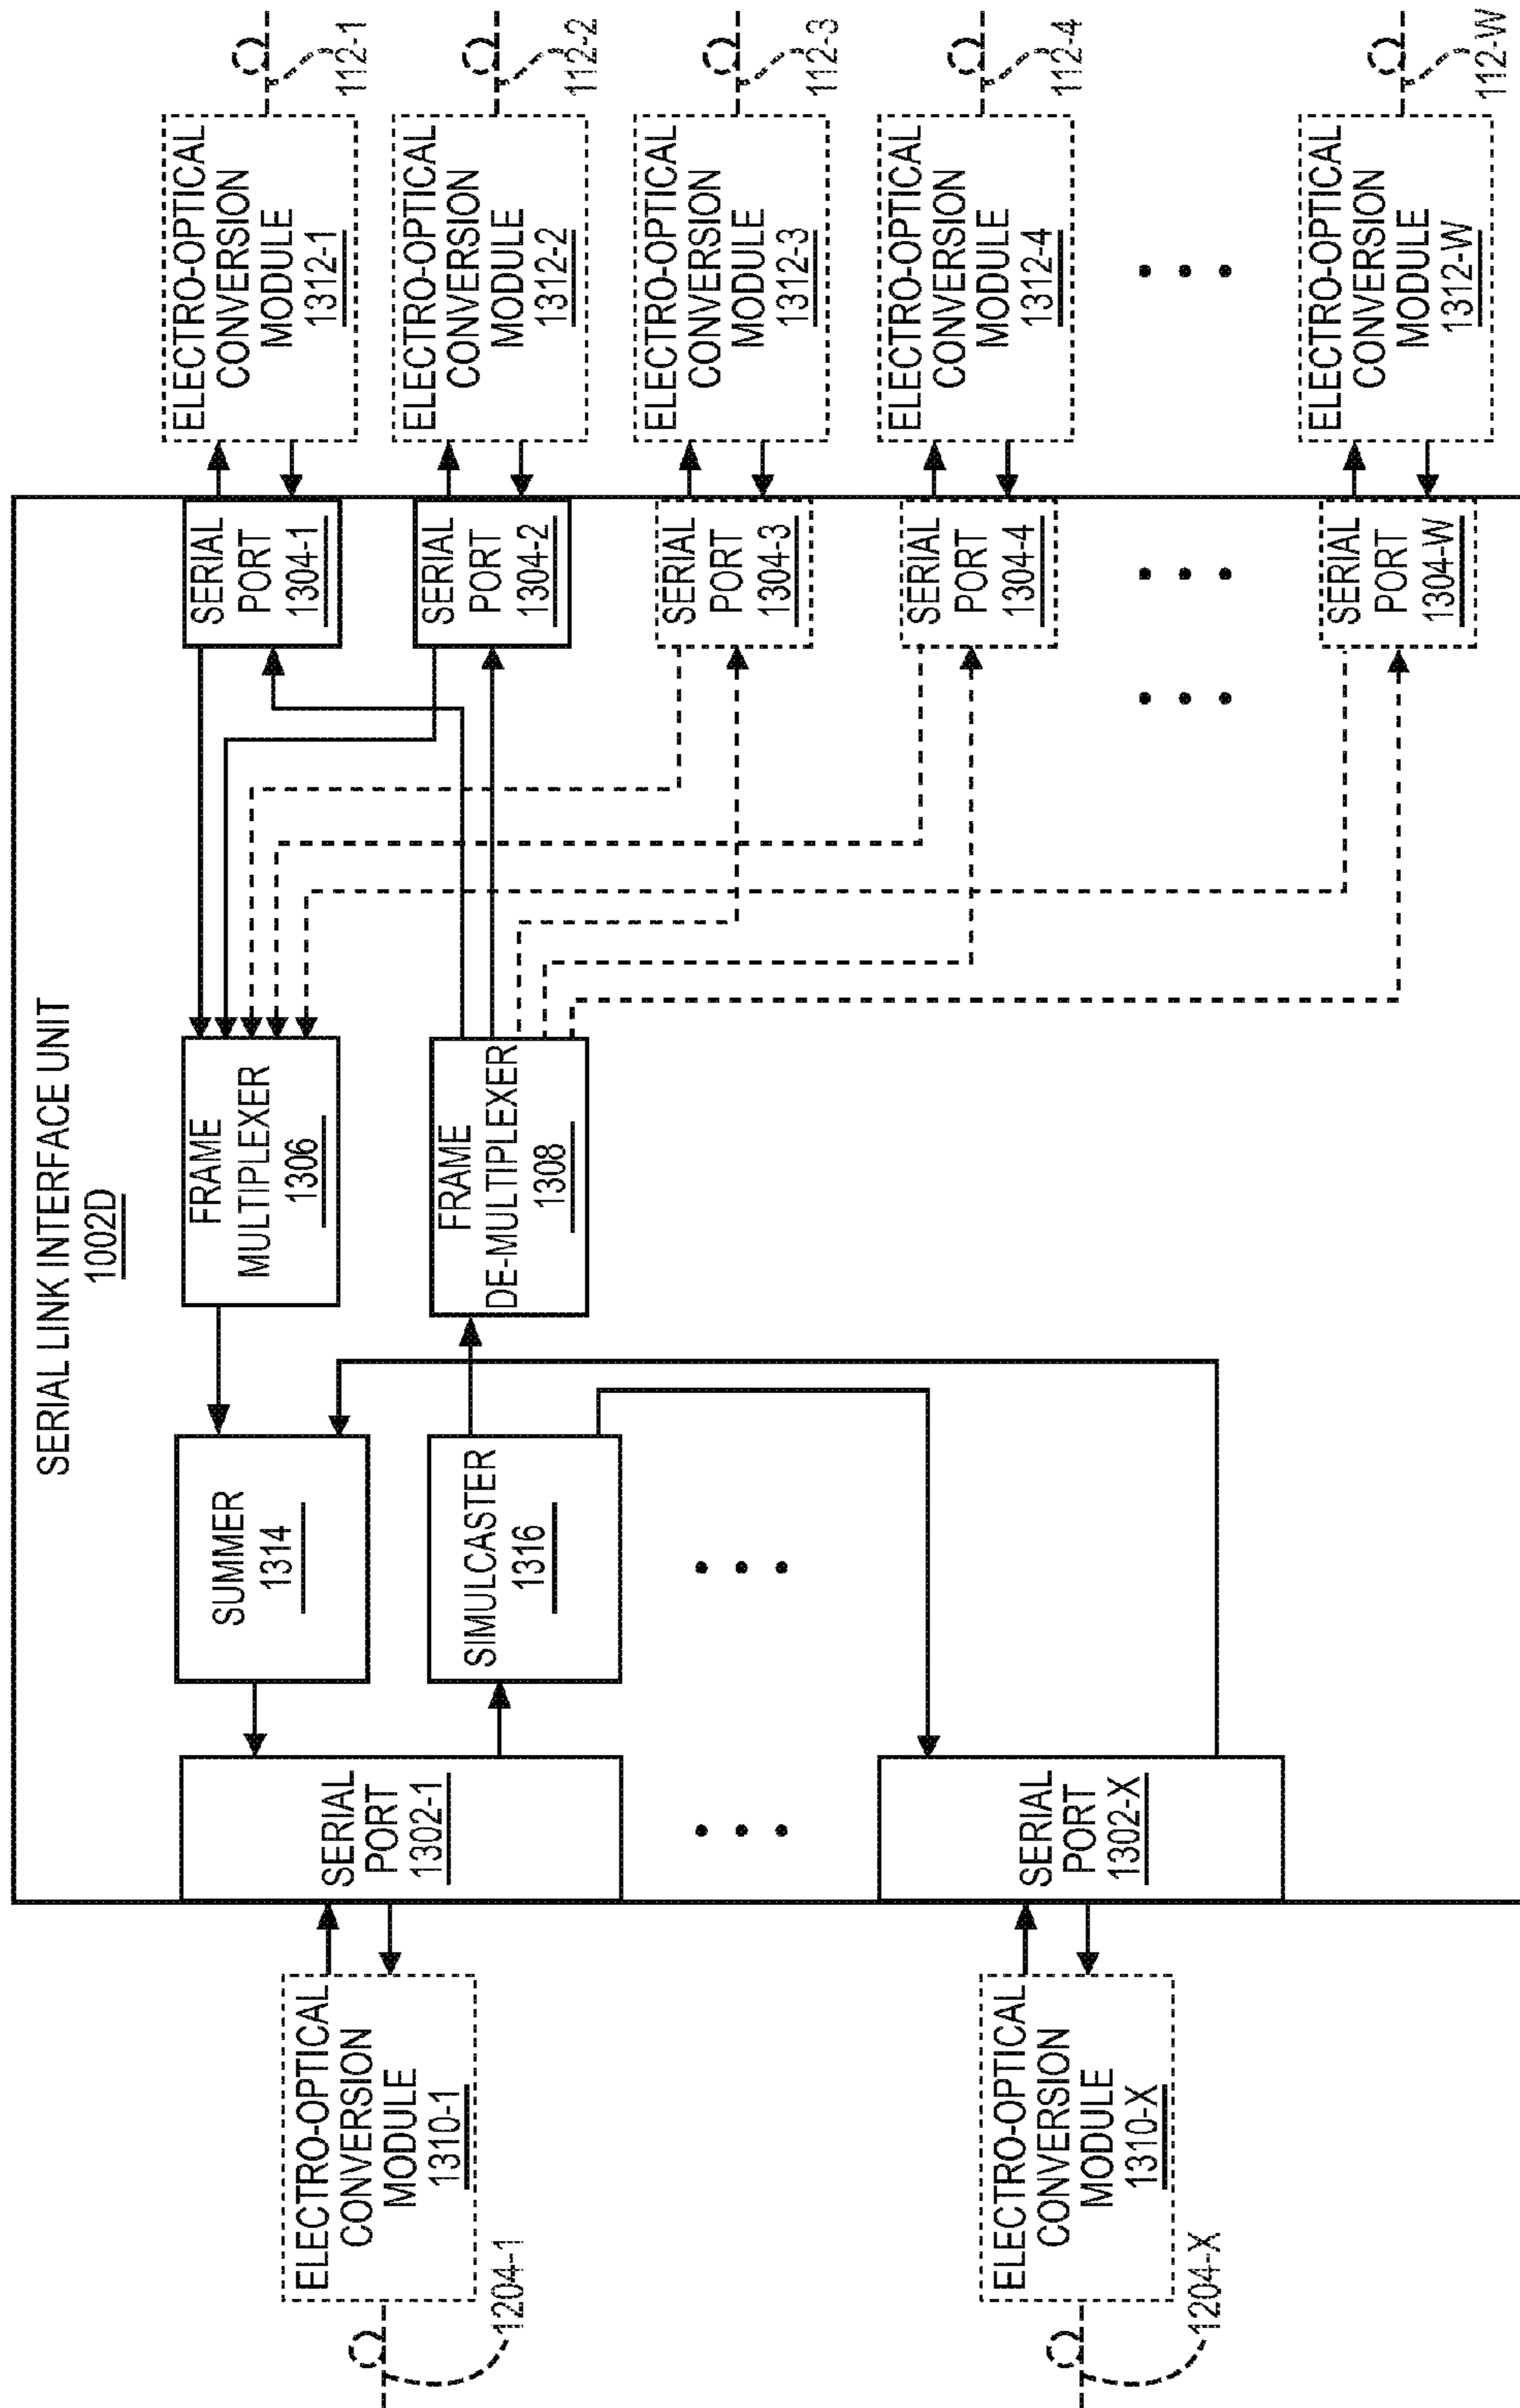 SERIAL LINK INTERFACE UNIT
1002D
ELECTRO-OPTICAL
CONVERSION
MODULE
1310-1
1204-1
SERIAL
PORT
1302-1
SUMMER
1314
SIMULCASTER
1316
FRAME
MULTIPLEXER
1306
FRAME
DE-MULTIPLEXER
1308
SERIAL
PORT
1304-1
ELECTRO-OPTICAL
CONVERSION
MODULE
1312-1
112-1
SERIAL
PORT
1304-2
ELECTRO-OPTICAL
CONVERSION
MODULE
1312-2
112-2
SERIAL
PORT
1304-3
ELECTRO-OPTICAL
CONVERSION
MODULE
1312-3
112-3
SERIAL
PORT
1304-4
ELECTRO-OPTICAL
CONVERSION
MODULE
1312-4
112-4
ELECTRO-OPTICAL
CONVERSION
MODULE
1310-X
1204-X
SERIAL
PORT
1302-X
SERIAL
PORT
1304-W
ELECTRO-OPTICAL
CONVERSION
MODULE
1312-W
112-W